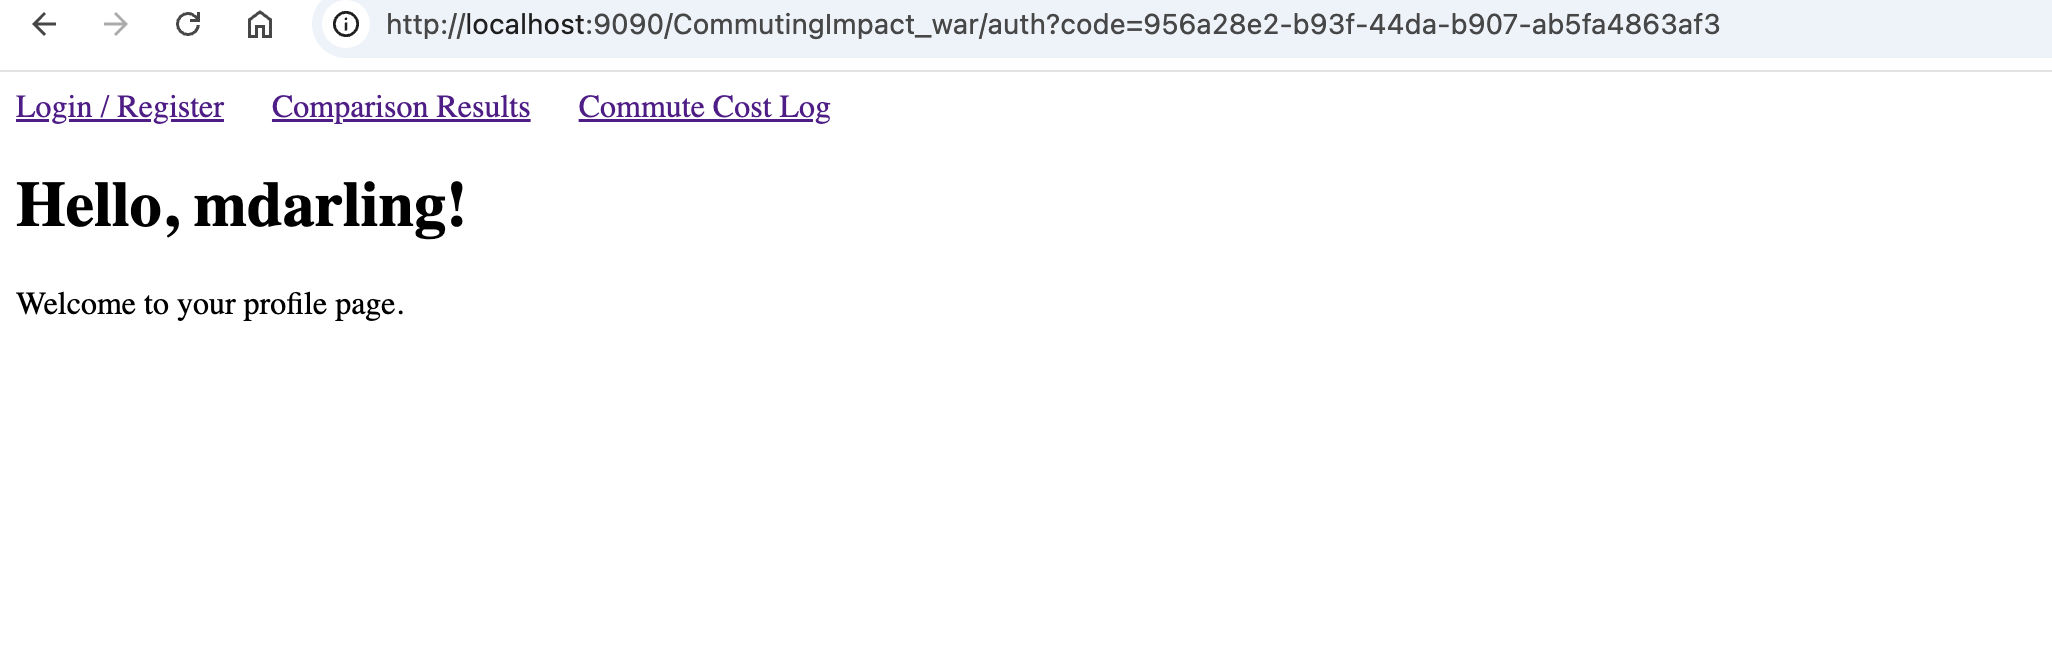 http://localhost:9090/CommutingImpact_war/auth?code=956a28e2-b93f-44da-b907-ab5fa4863af3
Login / Register Comparison Results Commute Cost Log
Hello, mdarling!
Welcome to your profile page.